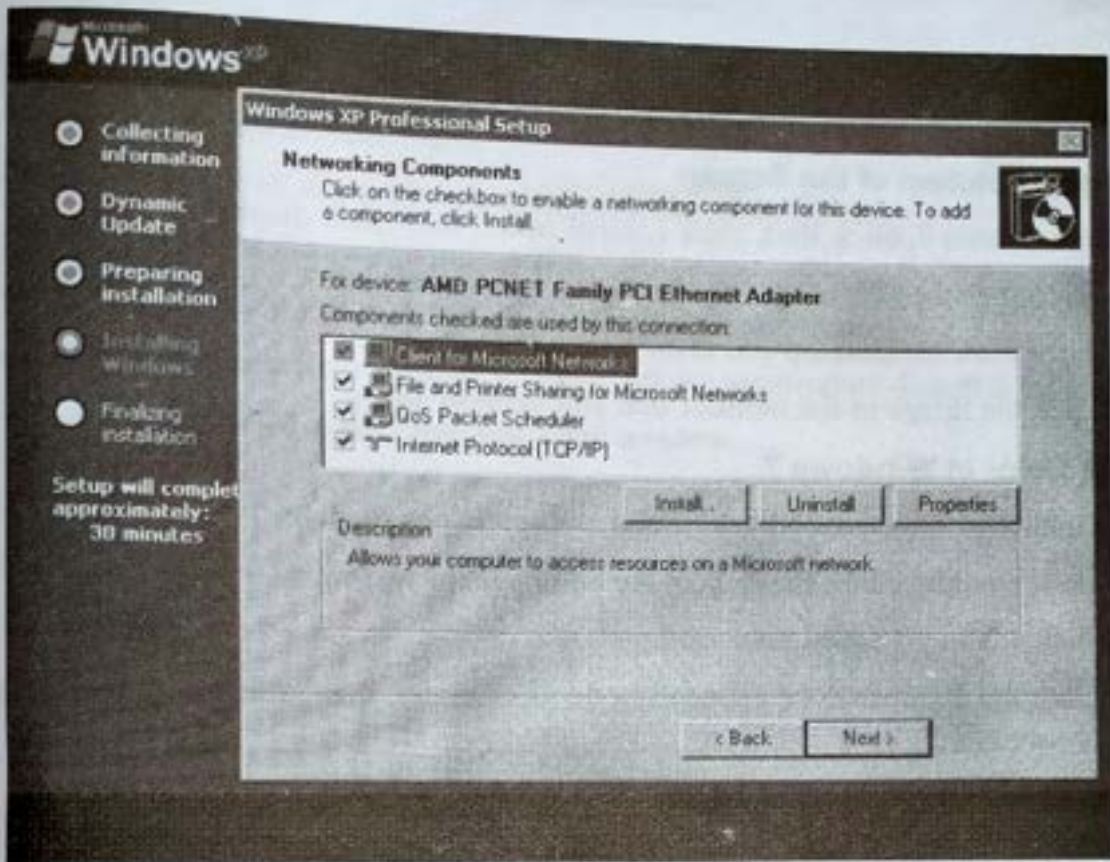 Microsoft
Windows xp
Collecting
information
Dynamic
Update
Preparing
installation
Installing
Windows
Finalizing
installation
Setup will complet
approximately:
30 minutes
Windows XP Professional Setup
Networking Components
Click on the checkbox to enable a networking component for this device. To add
a component, click Install.
For device: AMD PCNET Family PCI Ethernet Adapter
Components checked are used by this connection:
Client for Microsoft Networks
File and Printer Sharing for Microsoft Networks
QoS Packet Scheduler
Internet Protocol (TCP/IP)
Install...
Uninstall
Properties
Description
Allows your computer to access resources on a Microsoft network.
< Back
Next >